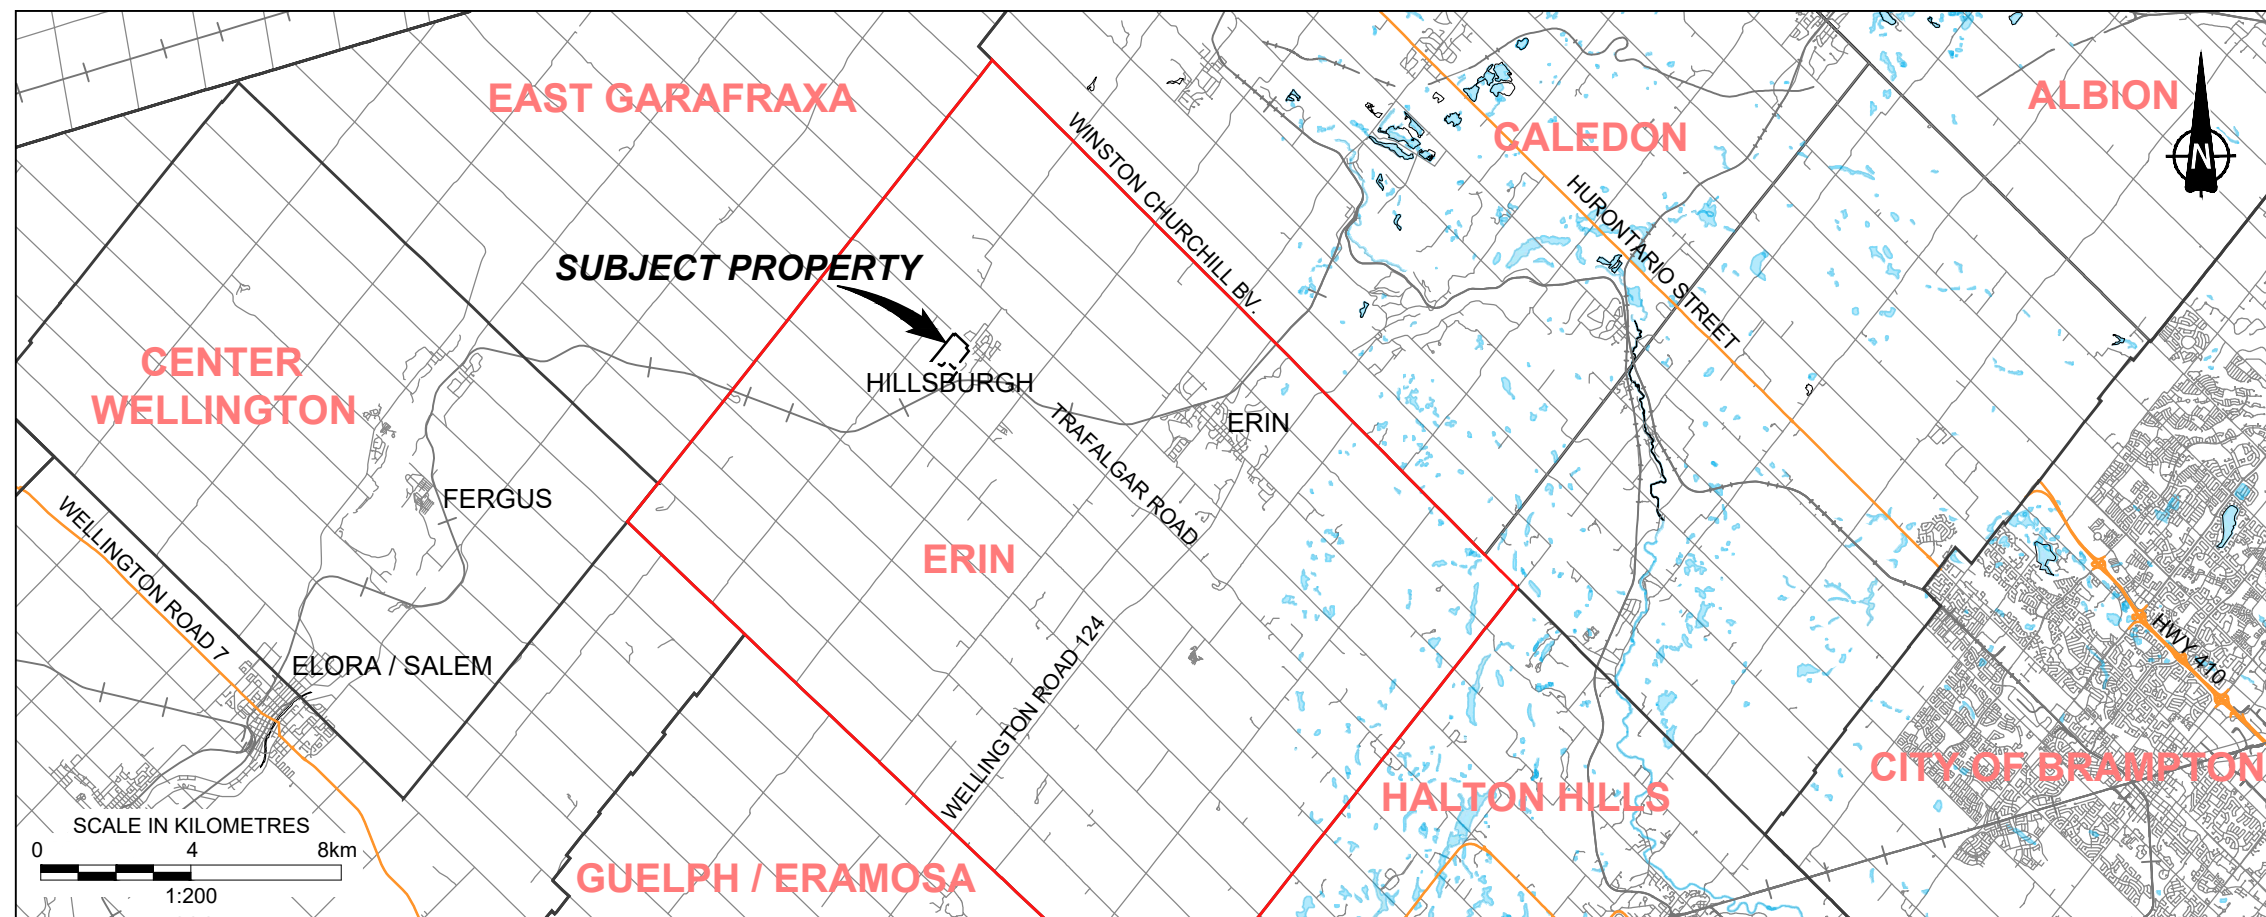 EAST GARAFRAXA
ALBION
CALEDON
N
WINSTON CHURCHILL BV.
HURONTARIO STREET
SUBJECT PROPERTY
CENTER
WELLINGTON
HILLSBURGH
ERIN
TRAFALGAR ROAD
FERGUS
WELLINGTON ROAD 7
ERIN
ELORA / SALEM
WELLINGTON ROAD 124
HWY 410
CITY OF BRAMPTON
HALTON HILLS
GUELPH / ERAMOSA
SCALE IN KILOMETRES
0 4 8km
1:200